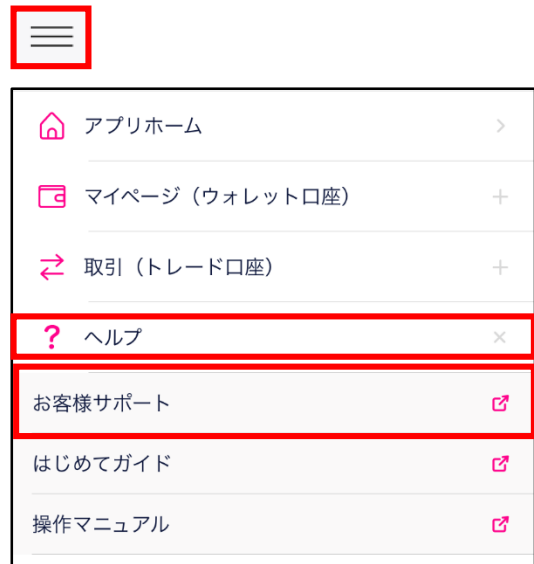 アプリホーム
マイページ（ウォレット口座）
取引（トレード口座）
ヘルプ
お客様サポート
はじめてガイド
操作マニュアル